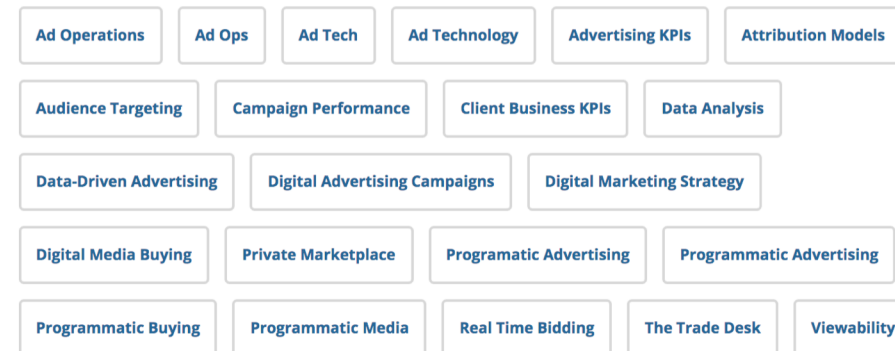 Ad Operations Ad Ops Ad Tech Ad Technology Advertising KPIs Attribution Models
Audience Targeting Campaign Performance Client Business KPIs Data Analysis
Data-Driven Advertising Digital Advertising Campaigns Digital Marketing Strategy
Digital Media Buying Private Marketplace Programatic Advertising Programmatic Advertising
Programmatic Buying Programmatic Media Real Time Bidding The Trade Desk Viewability